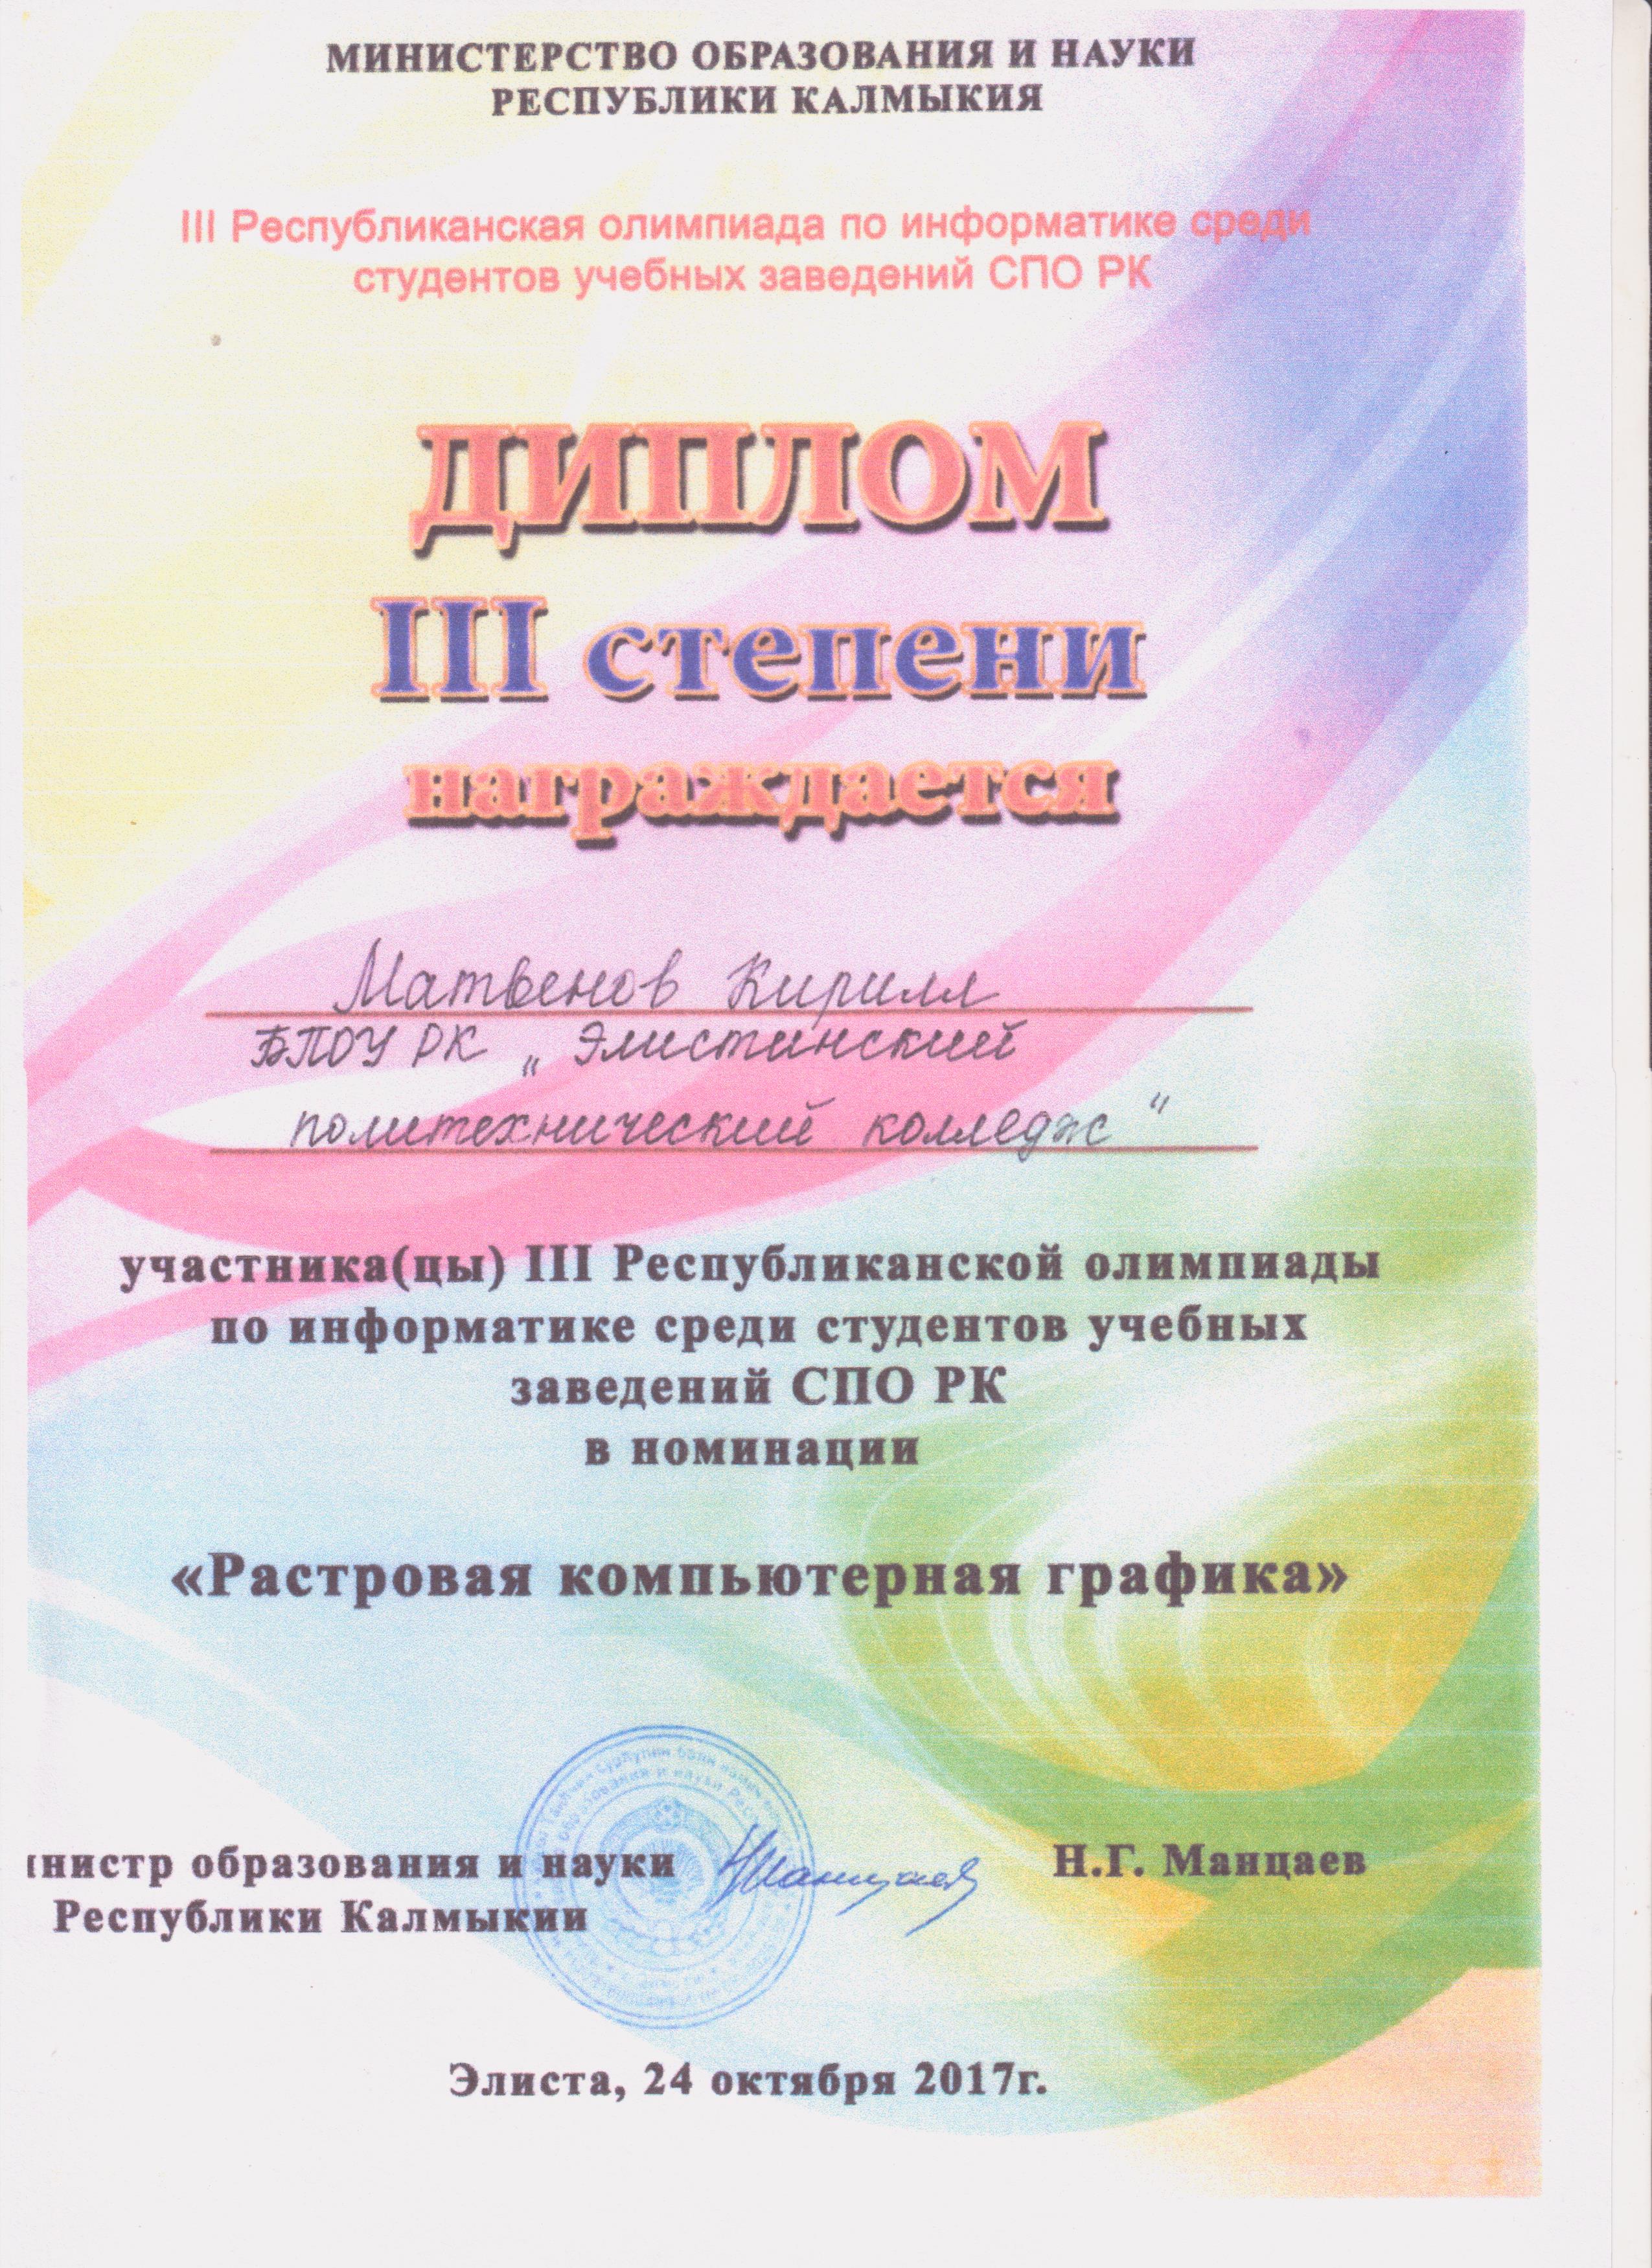 МИНИСТЕРСТВО ОБРАЗОВАНИЯ И НАУКИ
РЕСПУБЛИКИ КАЛМЫКИЯ
III Республиканская олимпиада по информатике среди
студентов учебных заведений СПО РК
ДИПЛОМ
III степени
награждается
Матвенов Кирилл
БПОУ РК „Элистинский
политехнический колледж“
участника(цы) III Республиканской олимпиады
по информатике среди студентов учебных
заведений СПО РК
в номинации
«Растровая компьютерная графика»
нистр образования и науки
Республики Калмыкии
Н.Г. Манцаев
Элиста, 24 октября 2017г.